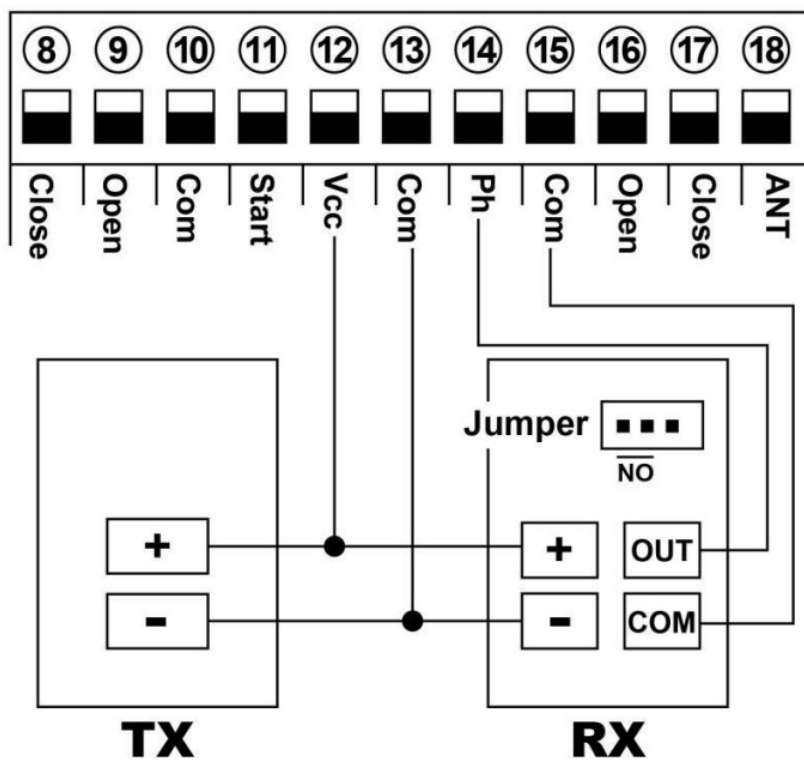 8 9 10 11 12 13 14 15 16 17 18
Close Open Com Start Vcc Com Ph Com Open Close ANT
Jumper
NO
+ + OUT
- - COM
TX RX